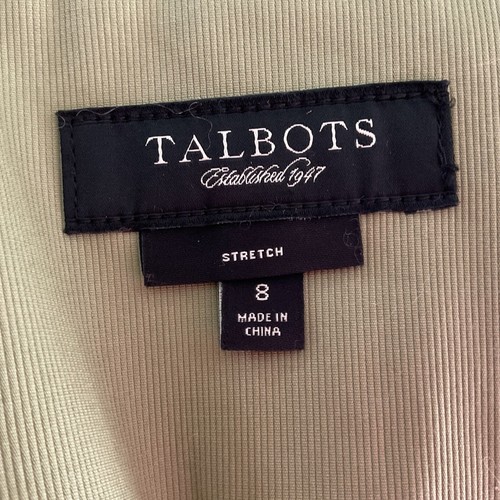 TALBOTS
Established 1947
STRETCH
8
MADE IN
CHINA